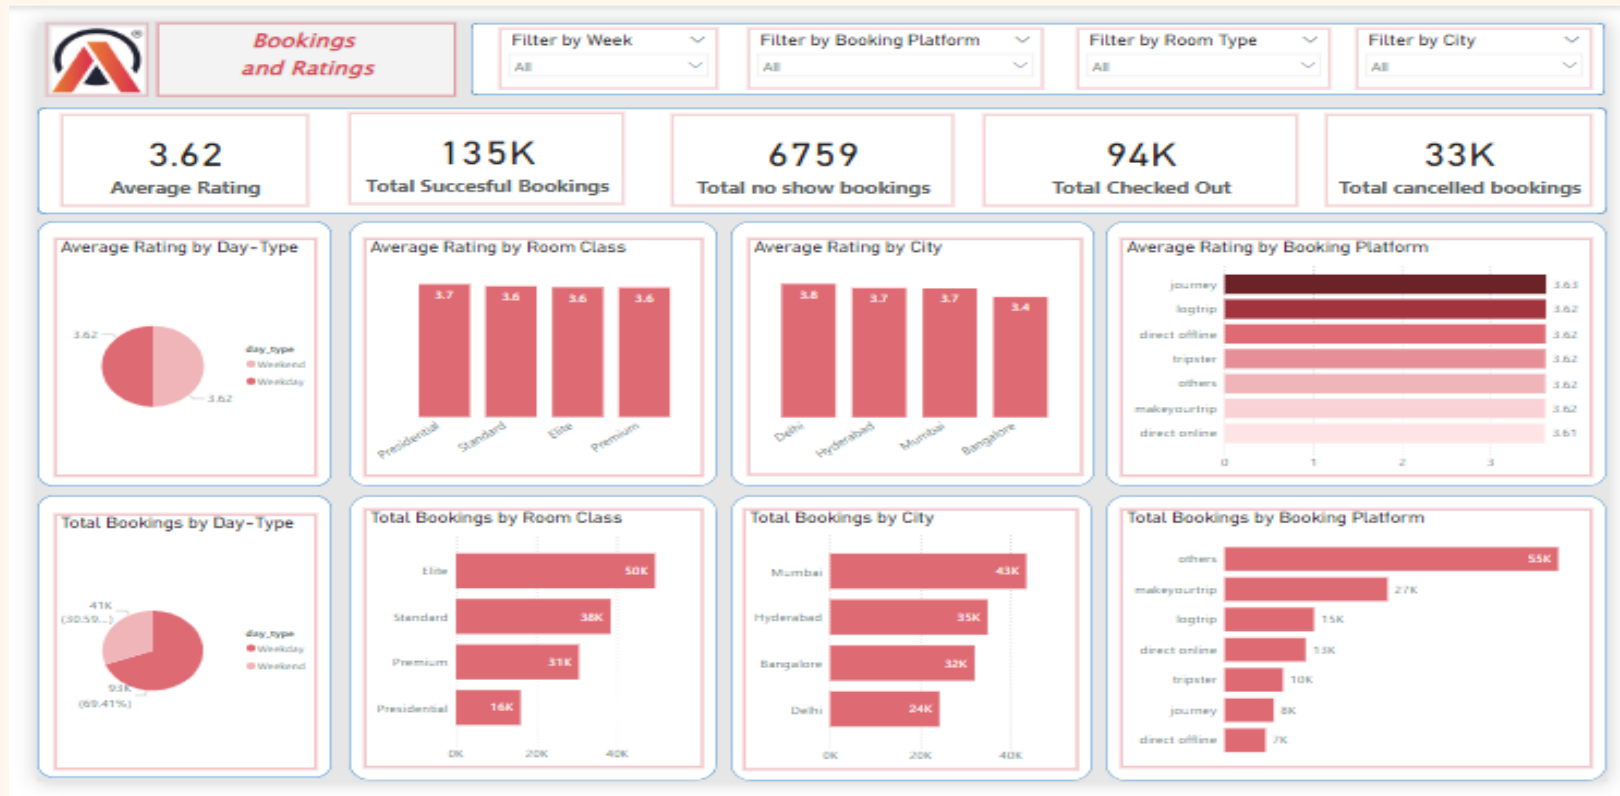 Bookings
and Ratings
Filter by Week
All
Filter by Booking Platform
All
Filter by Room Type
All
Filter by City
All
3.62
Average Rating
135K
Total Succesful Bookings
6759
Total no show bookings
94K
Total Checked Out
33K
Total cancelled bookings
Average Rating by Day-Type
3.62
3.62
day_type
Weekend
Weekday
Average Rating by Room Class
3.7
3.6
3.6
3.6
Presidential
Standard
Elite
Premium
Average Rating by City
3.8
3.7
3.7
3.4
Delhi
Hyderabad
Mumbai
Bangalore
Average Rating by Booking Platform
journey 3.63
logtrip 3.62
direct offline 3.62
tripster 3.62
others 3.62
makeyourtrip 3.62
direct online 3.61
0 1 2 3
Total Bookings by Day-Type
41K
(30.59...)
93K
(69.41%)
day_type
Weekday
Weekend
Total Bookings by Room Class
Elite 50K
Standard 38K
Premium 31K
Presidential 16K
0K 20K 40K
Total Bookings by City
Mumbai 43K
Hyderabad 35K
Bangalore 32K
Delhi 24K
0K 20K 40K
Total Bookings by Booking Platform
others 55K
makeyourtrip 27K
logtrip 15K
direct online 13K
tripster 10K
journey 8K
direct offline 7K